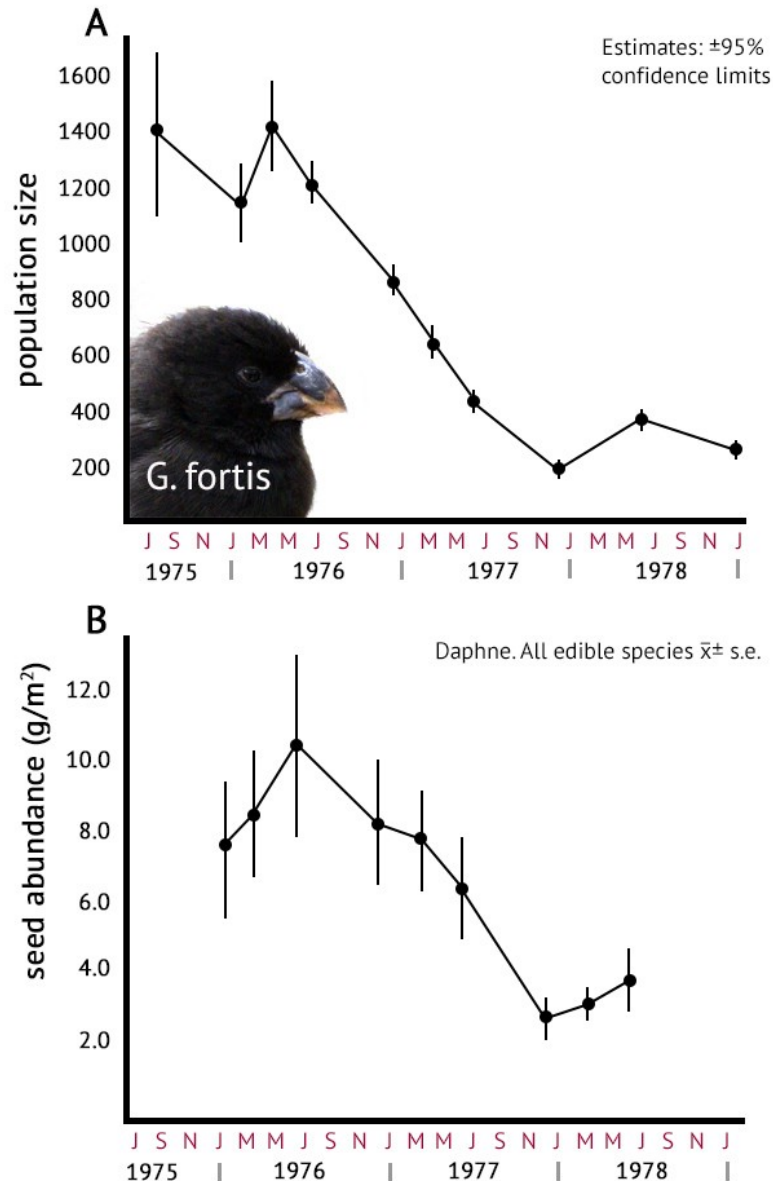 A
Estimates: ±95%
confidence limits
population size
1600
1400
1200
1000
800
600
400
200
G. fortis
J S N J M M J S N J M M J S N J M M J S N J
1975 | 1976 | 1977 | 1978 |
B
Daphne. All edible species x̄± s.e.
seed abundance (g/m²)
12.0
10.0
8.0
6.0
4.0
2.0
J S N J M M J S N J M M J S N J M M J S N J
1975 | 1976 | 1977 | 1978 |